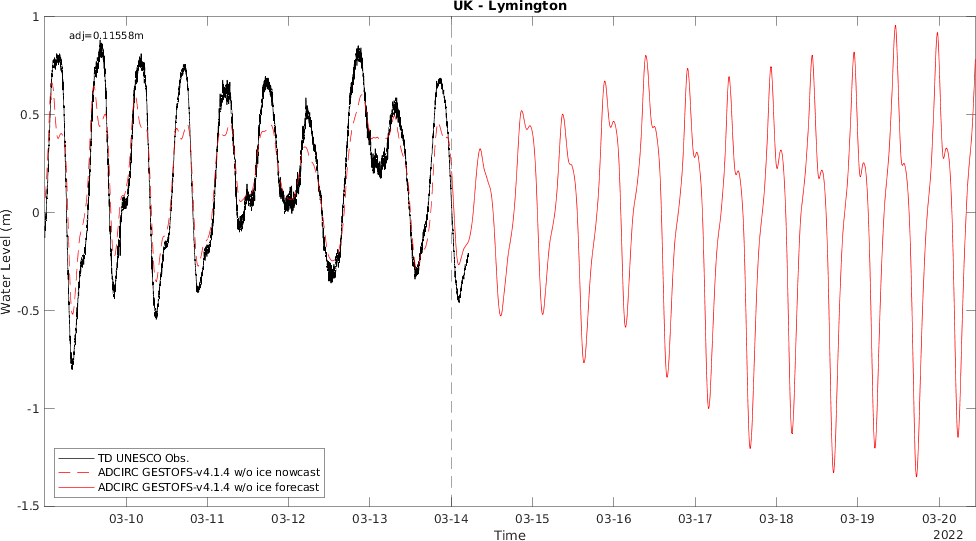 UK - Lymington
adj=0.11558m
1
0.5
0
-0.5
-1
-1.5
Water Level (m)
TD UNESCO Obs.
ADCIRC GESTOFS-v4.1.4 w/o ice nowcast
ADCIRC GESTOFS-v4.1.4 w/o ice forecast
03-10 03-11 03-12 03-13 03-14 03-15 03-16 03-17 03-18 03-19 03-20
Time
2022